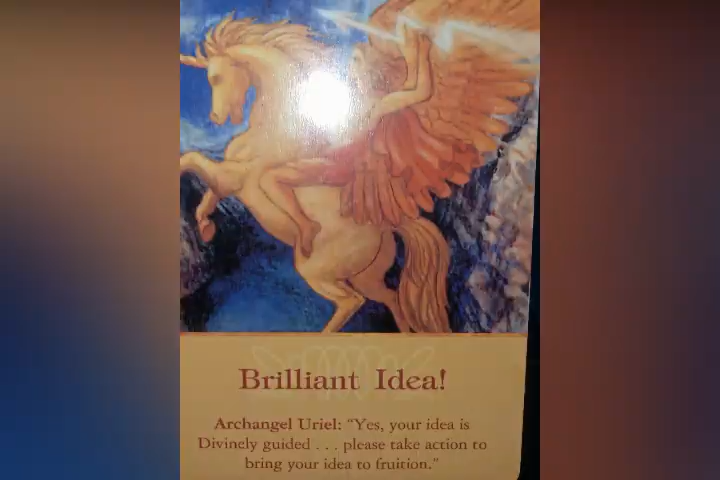 Brilliant Idea!
Archangel Uriel: "Yes, your idea is
Divinely guided . . . please take action to
bring your idea to fruition."